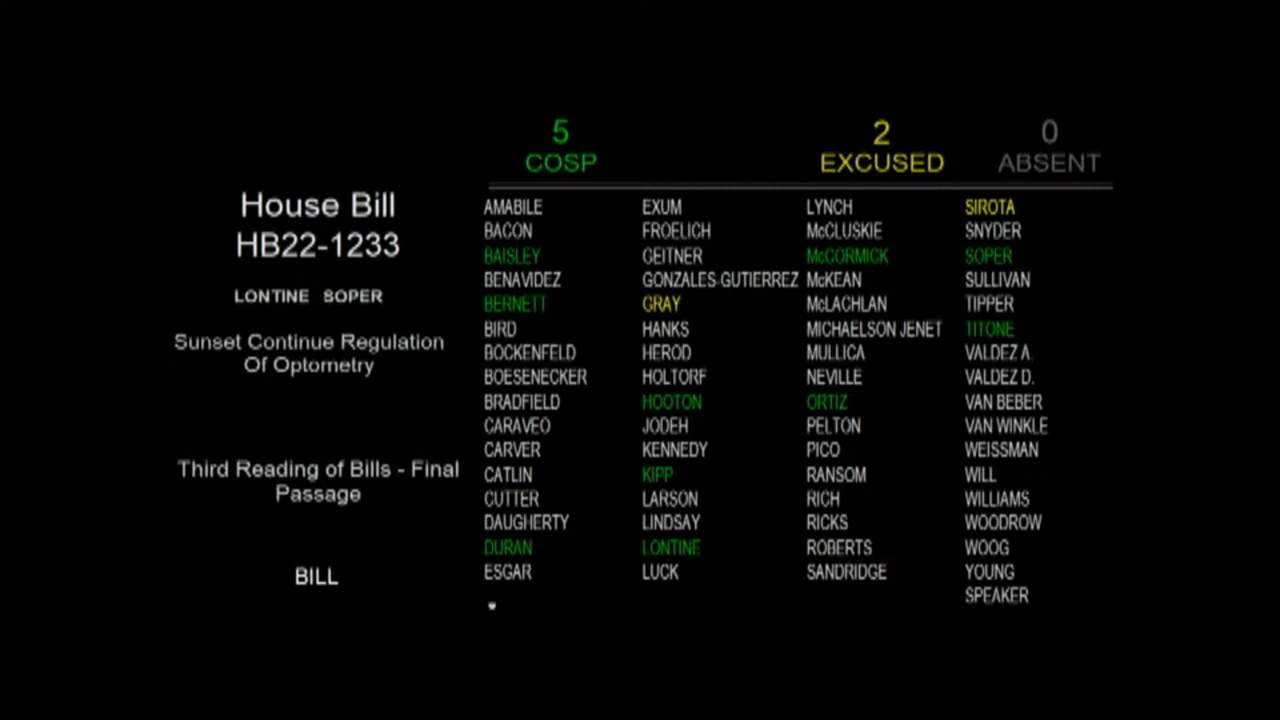 5
COSP
2
EXCUSED
0
ABSENT
House Bill
HB22-1233
LONTINE SOPER
Sunset Continue Regulation
Of Optometry
Third Reading of Bills - Final
Passage
BILL
AMABILE
BACON
BAISLEY
BENAVIDEZ
BERNETT
BIRD
BOCKENFELD
BOESENECKER
BRADFIELD
CARAVEO
CARVER
CATLIN
CUTTER
DAUGHERTY
DURAN
ESGAR
EXUM
FROELICH
GEITNER
GONZALES-GUTIERREZ
GRAY
HANKS
HEROD
HOLTORF
HOOTON
JODEH
KENNEDY
KIPP
LARSON
LINDSAY
LONTINE
LUCK
LYNCH
McCLUSKIE
McCORMICK
McKEAN
McLACHLAN
MICHAELSON JENET
MULLICA
NEVILLE
ORTIZ
PELTON
PICO
RANSOM
RICH
RICKS
ROBERTS
SANDRIDGE
SIROTA
SNYDER
SOPER
SULLIVAN
TIPPER
TITONE
VALDEZ A.
VALDEZ D.
VAN BEBER
VAN WINKLE
WEISSMAN
WILL
WILLIAMS
WOODROW
WOOG
YOUNG
SPEAKER